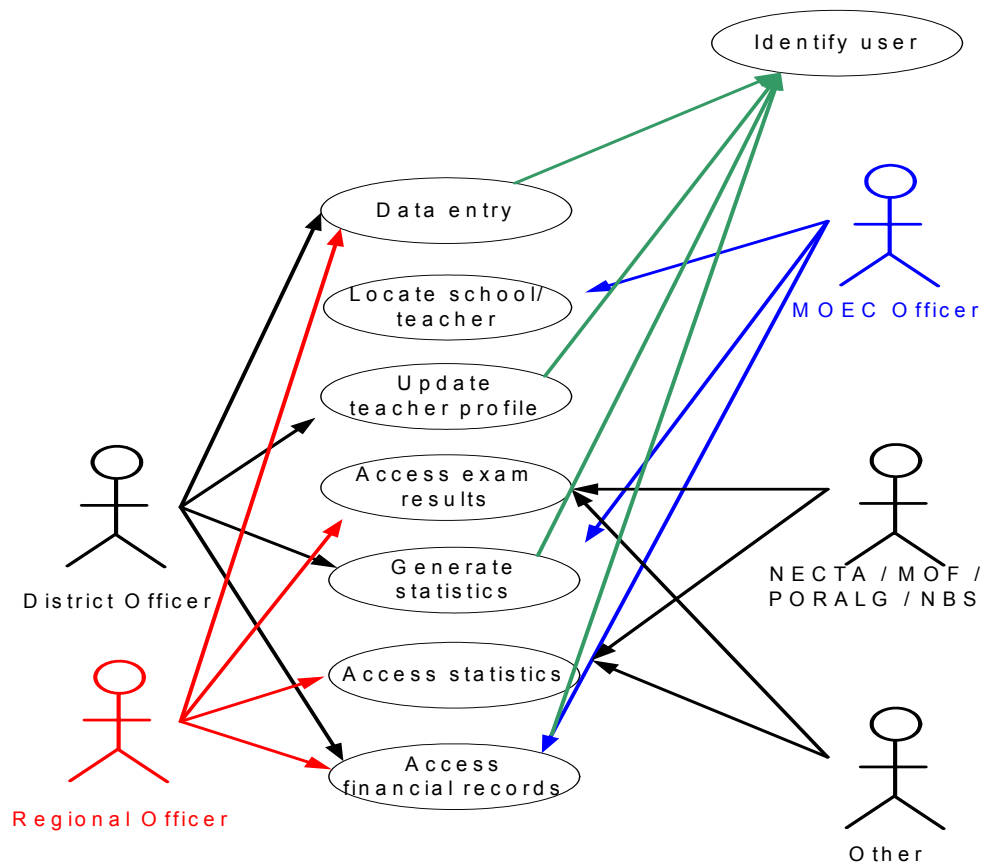 Identify user
Data entry
Locate school/
teacher
MOEC Officer
Update
teacher profile
Access exam
results
District Officer
Generate
statistics
NECTA / MOF /
PORALG / NBS
Access statistics
Regional Officer
Access
financial records
Other